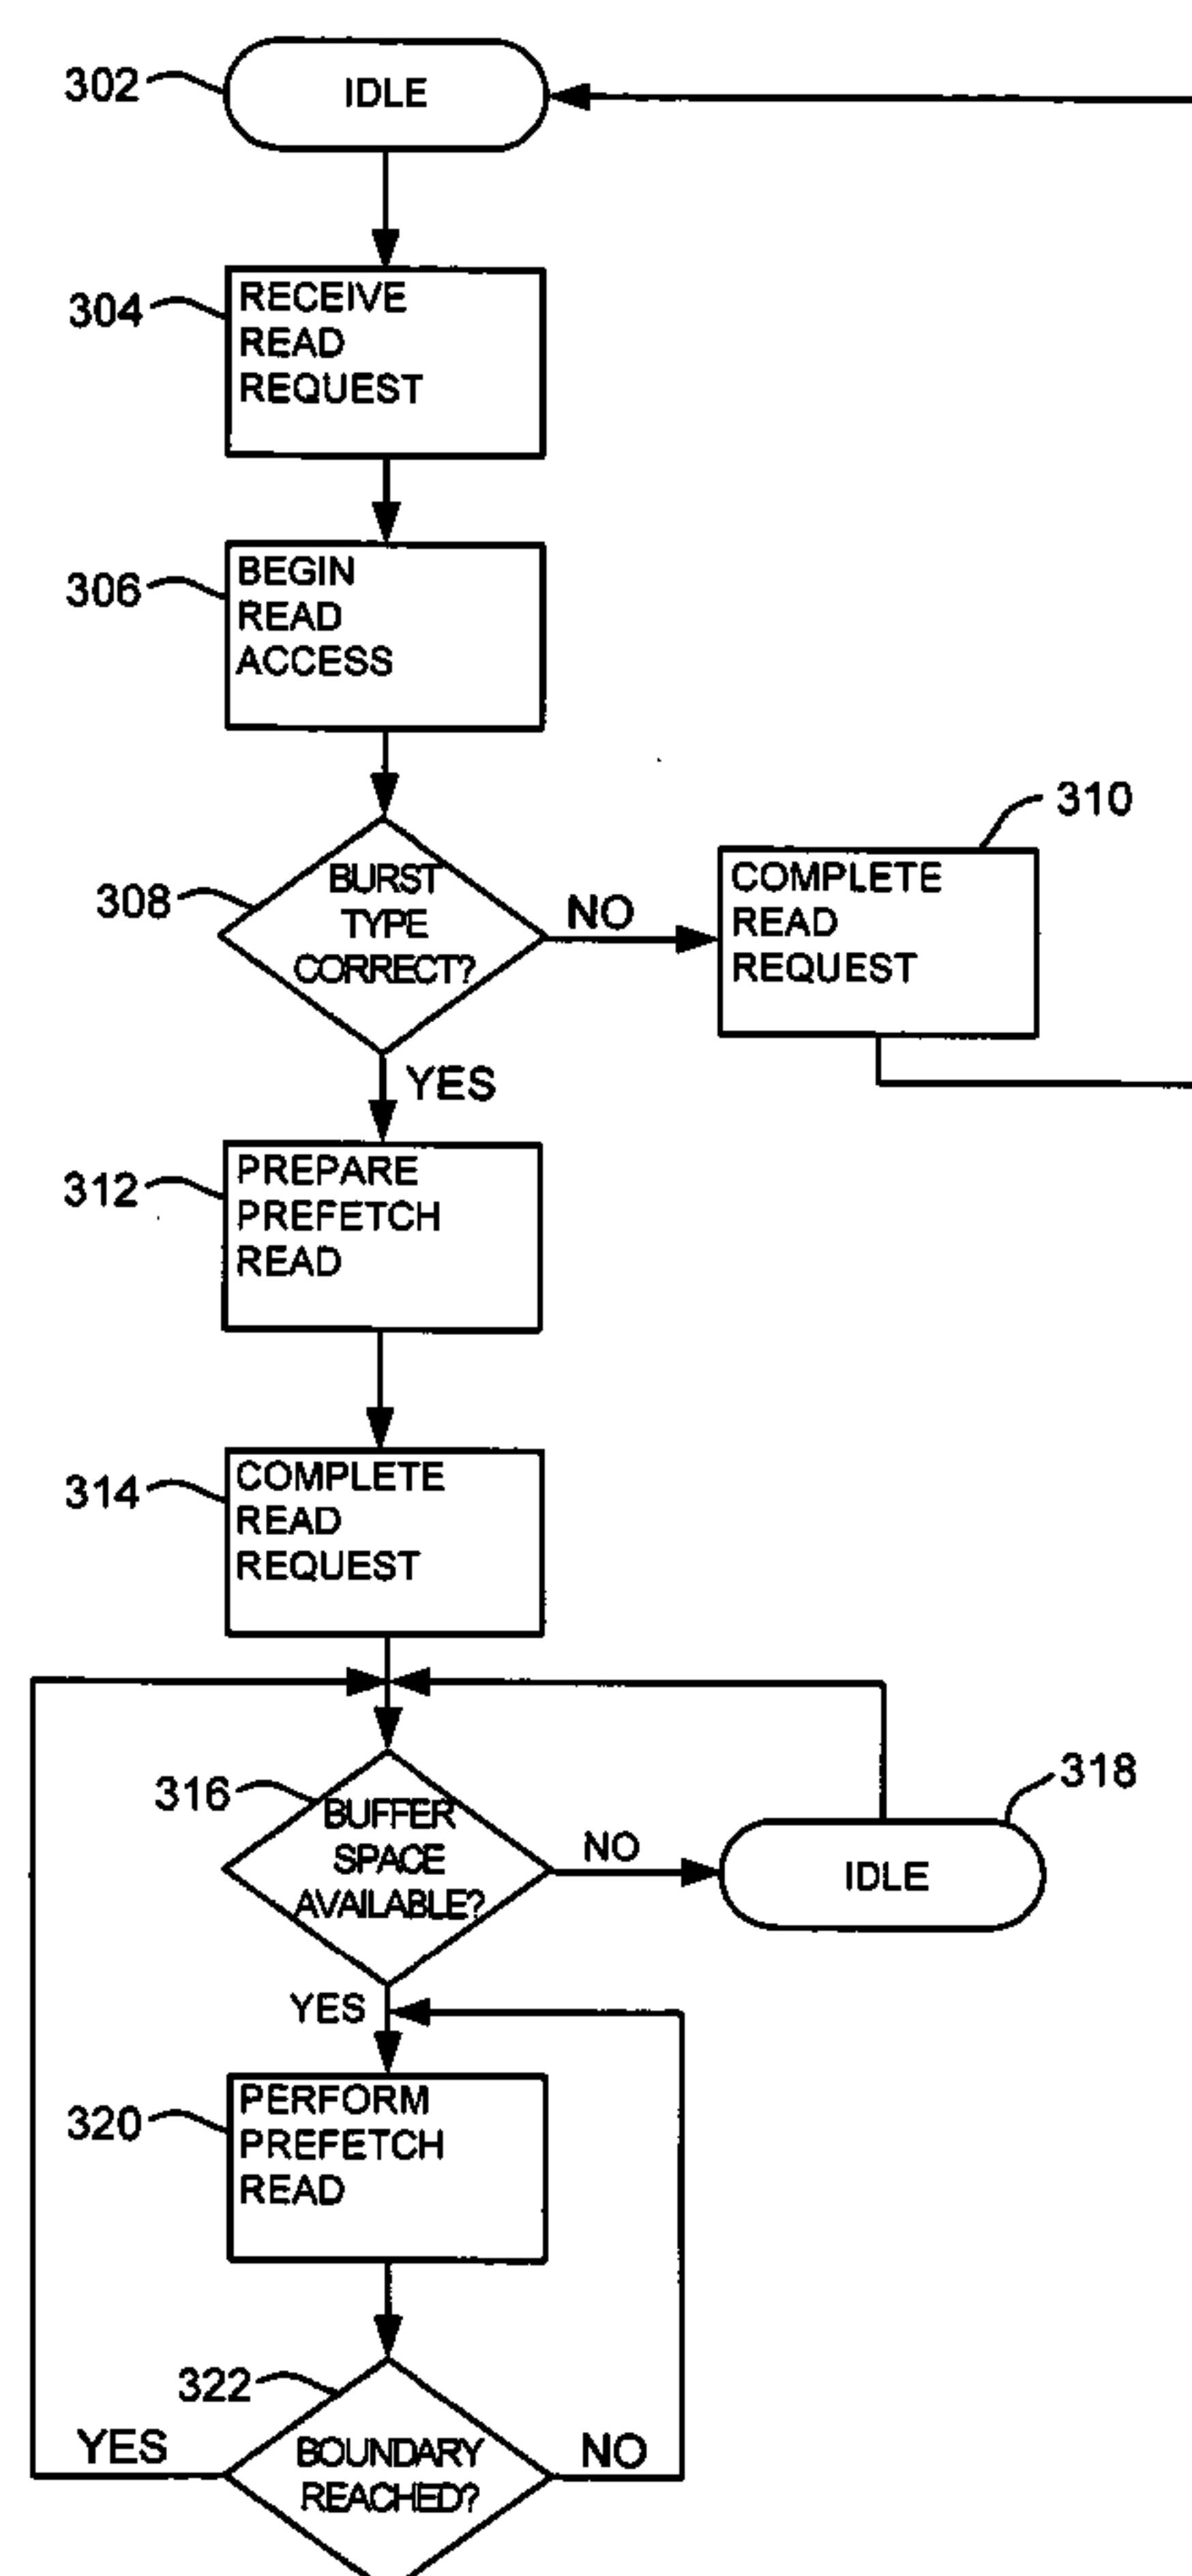 302
IDLE
304
RECEIVE
READ
REQUEST
306
BEGIN
READ
ACCESS
308
BURST
TYPE
CORRECT?
NO
310
COMPLETE
READ
REQUEST
YES
312
PREPARE
PREFETCH
READ
314
COMPLETE
READ
REQUEST
316
BUFFER
SPACE
AVAILABLE?
NO
318
IDLE
YES
320
PERFORM
PREFETCH
READ
322
YES
BOUNDARY
REACHED?
NO